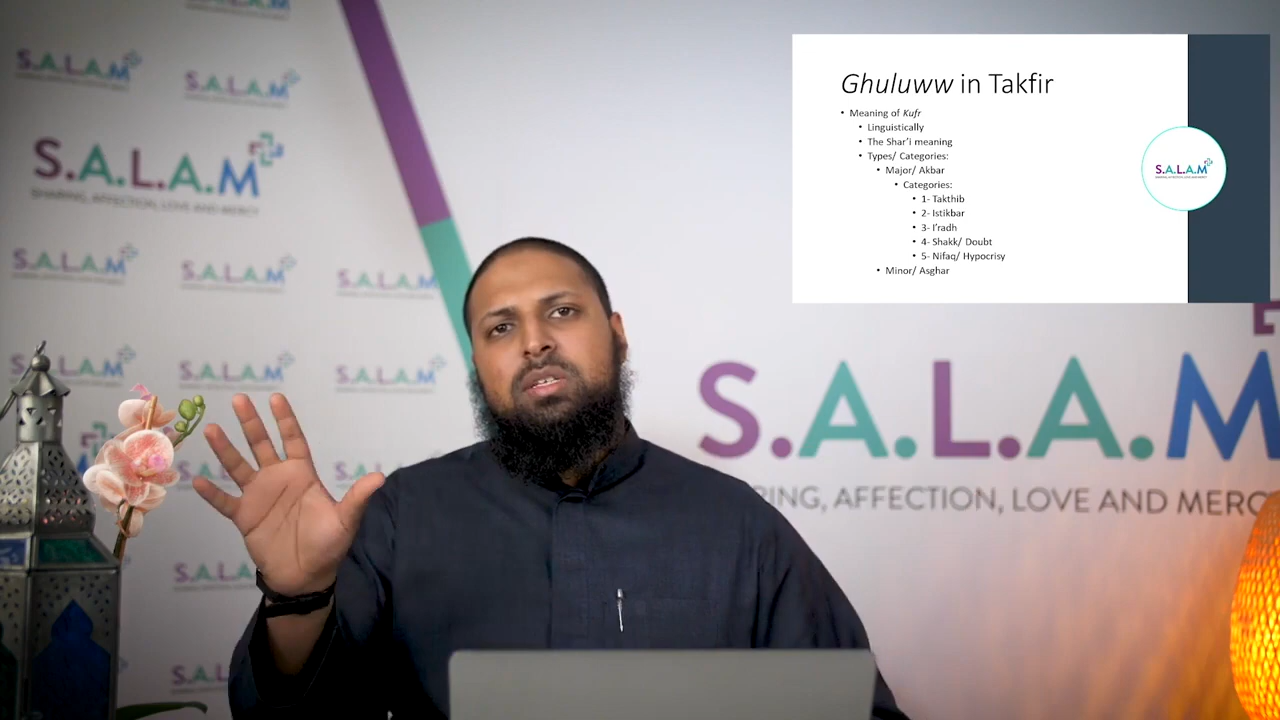 S.A.L.A.M
S.A.L.A.M
S.A.L.A.M
SHARING, AFFECTION, LOVE AND MERCY
S.A.L.A.M
S.A.L.A.M
S.A.L.A.M
S.A.L.A.M
S.A.L.A.M
S.A.L.A.M
Ghuluww in Takfir
• Meaning of Kufr
• Linguistically
• The Shar'i meaning
• Types/ Categories:
• Major/ Akbar
• Categories:
• 1- Takthib
• 2- Istikbar
• 3- I'radh
• 4- Shakk/ Doubt
• 5- Nifaq/ Hypocrisy
• Minor/ Asghar
S.A.L.A.M
S.A.L.A.M
RING, AFFECTION, LOVE AND MERC